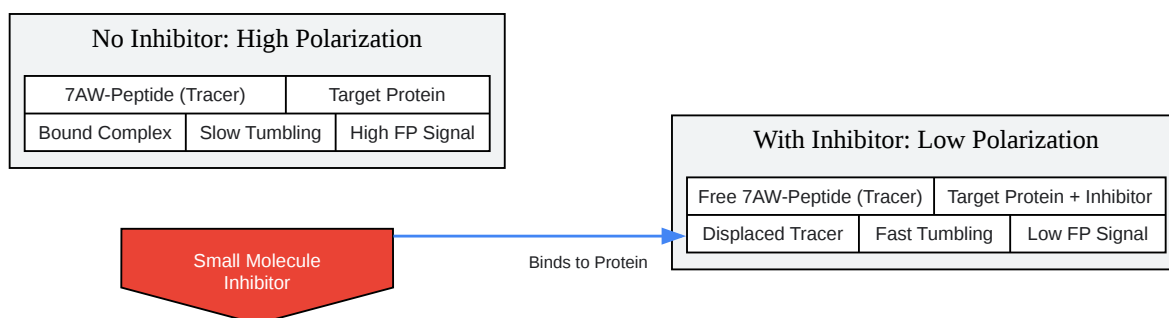 No Inhibitor: High Polarization
7AW-Peptide (Tracer) Target Protein
Bound Complex Slow Tumbling High FP Signal
With Inhibitor: Low Polarization
Free 7AW-Peptide (Tracer) Target Protein + Inhibitor
Displaced Tracer Fast Tumbling Low FP Signal
Small Molecule
Inhibitor
Binds to Protein